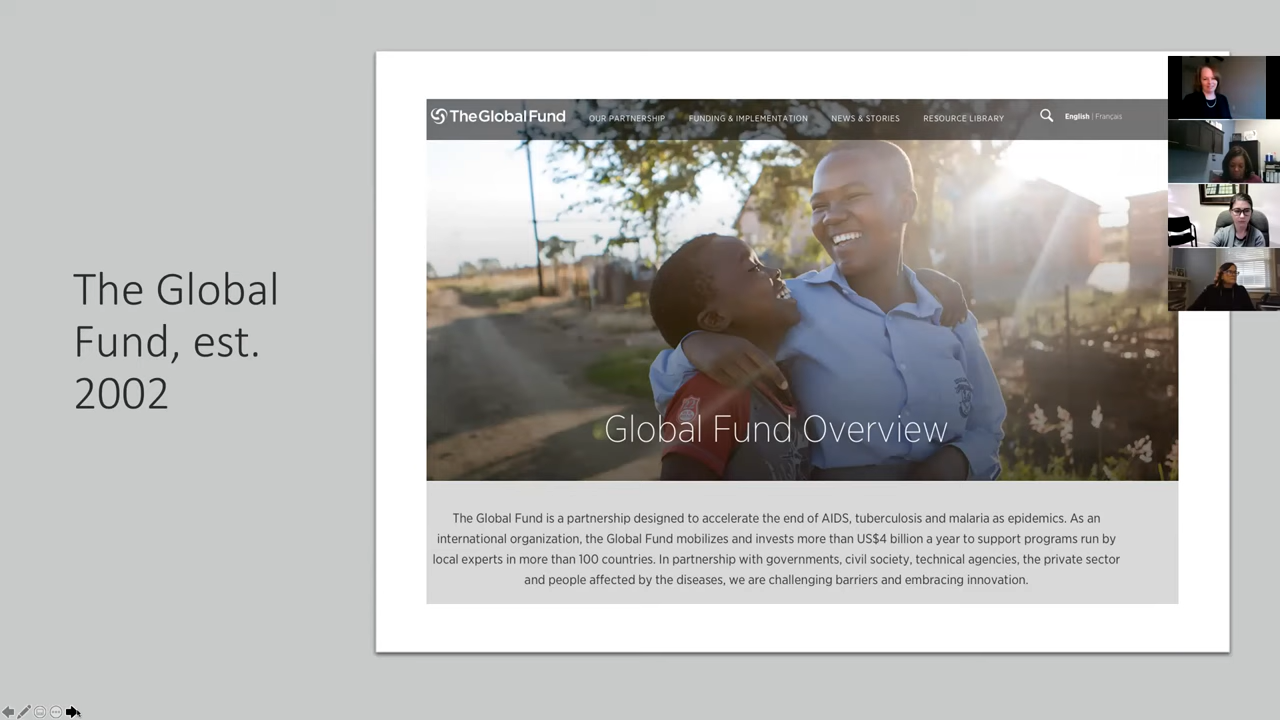 The Global
Fund, est.
2002
TheGlobalFund
OUR PARTNERSHIP
FUNDING & IMPLEMENTATION
NEWS & STORIES
RESOURCE LIBRARY
English | Français
Global Fund Overview
The Global Fund is a partnership designed to accelerate the end of AIDS, tuberculosis and malaria as epidemics. As an
international organization, the Global Fund mobilizes and invests more than US$4 billion a year to support programs run by
local experts in more than 100 countries. In partnership with governments, civil society, technical agencies, the private sector
and people affected by the diseases, we are challenging barriers and embracing innovation.